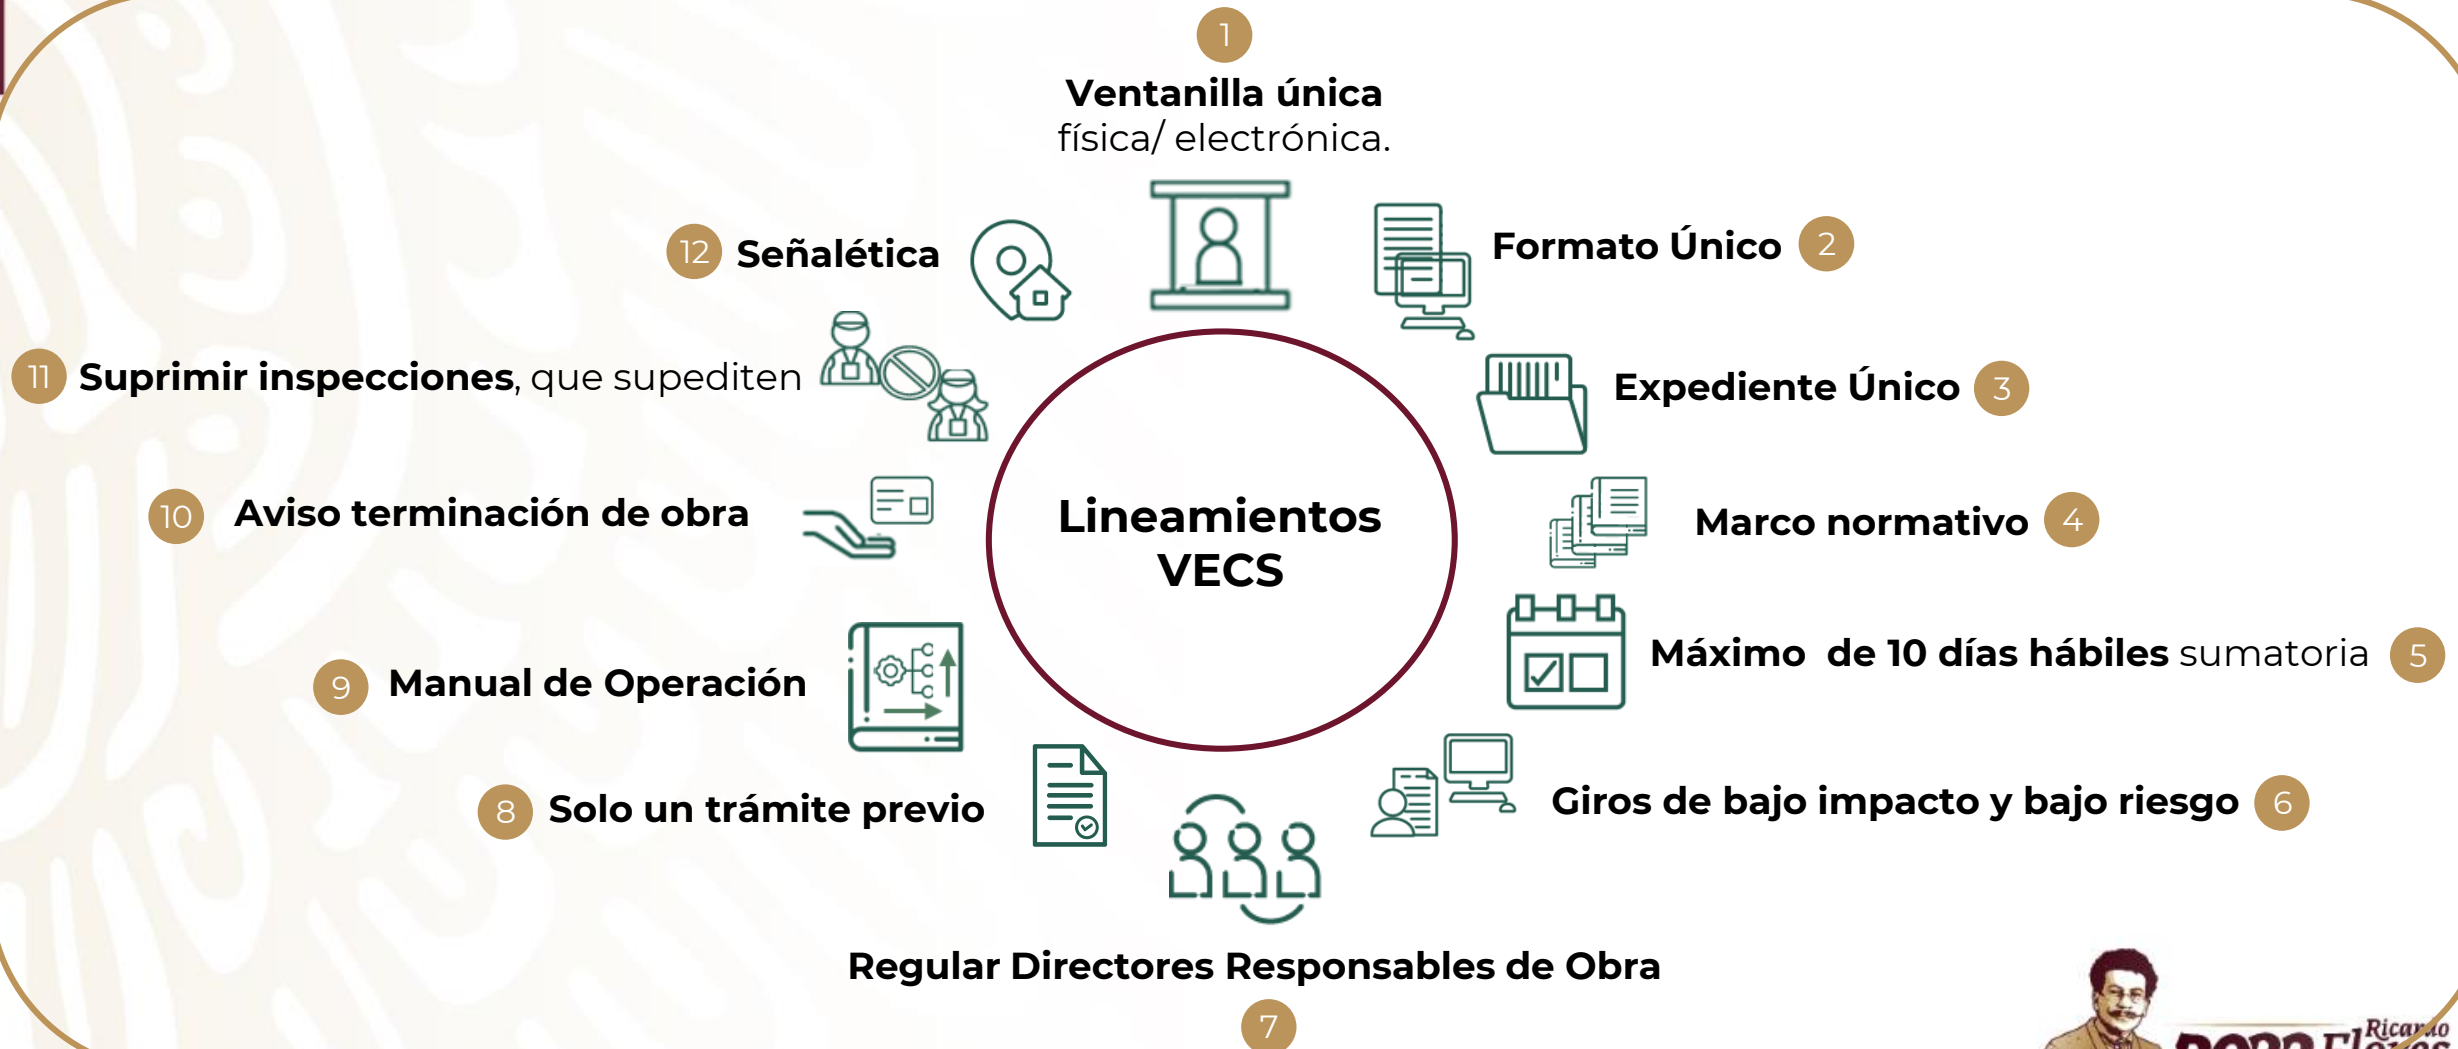 1
Ventanilla única
física/ electrónica.
Formato Único 2
Expediente Único 3
Marco normativo 4
Máximo  de 10 días hábiles sumatoria 5
Giros de bajo impacto y bajo riesgo 6
Regular Directores Responsables de Obra
7
8 Solo un trámite previo
9 Manual de Operación
10 Aviso terminación de obra
11 Suprimir inspecciones, que supediten
12 Señalética
Lineamientos
VECS
Ricardo
Flores